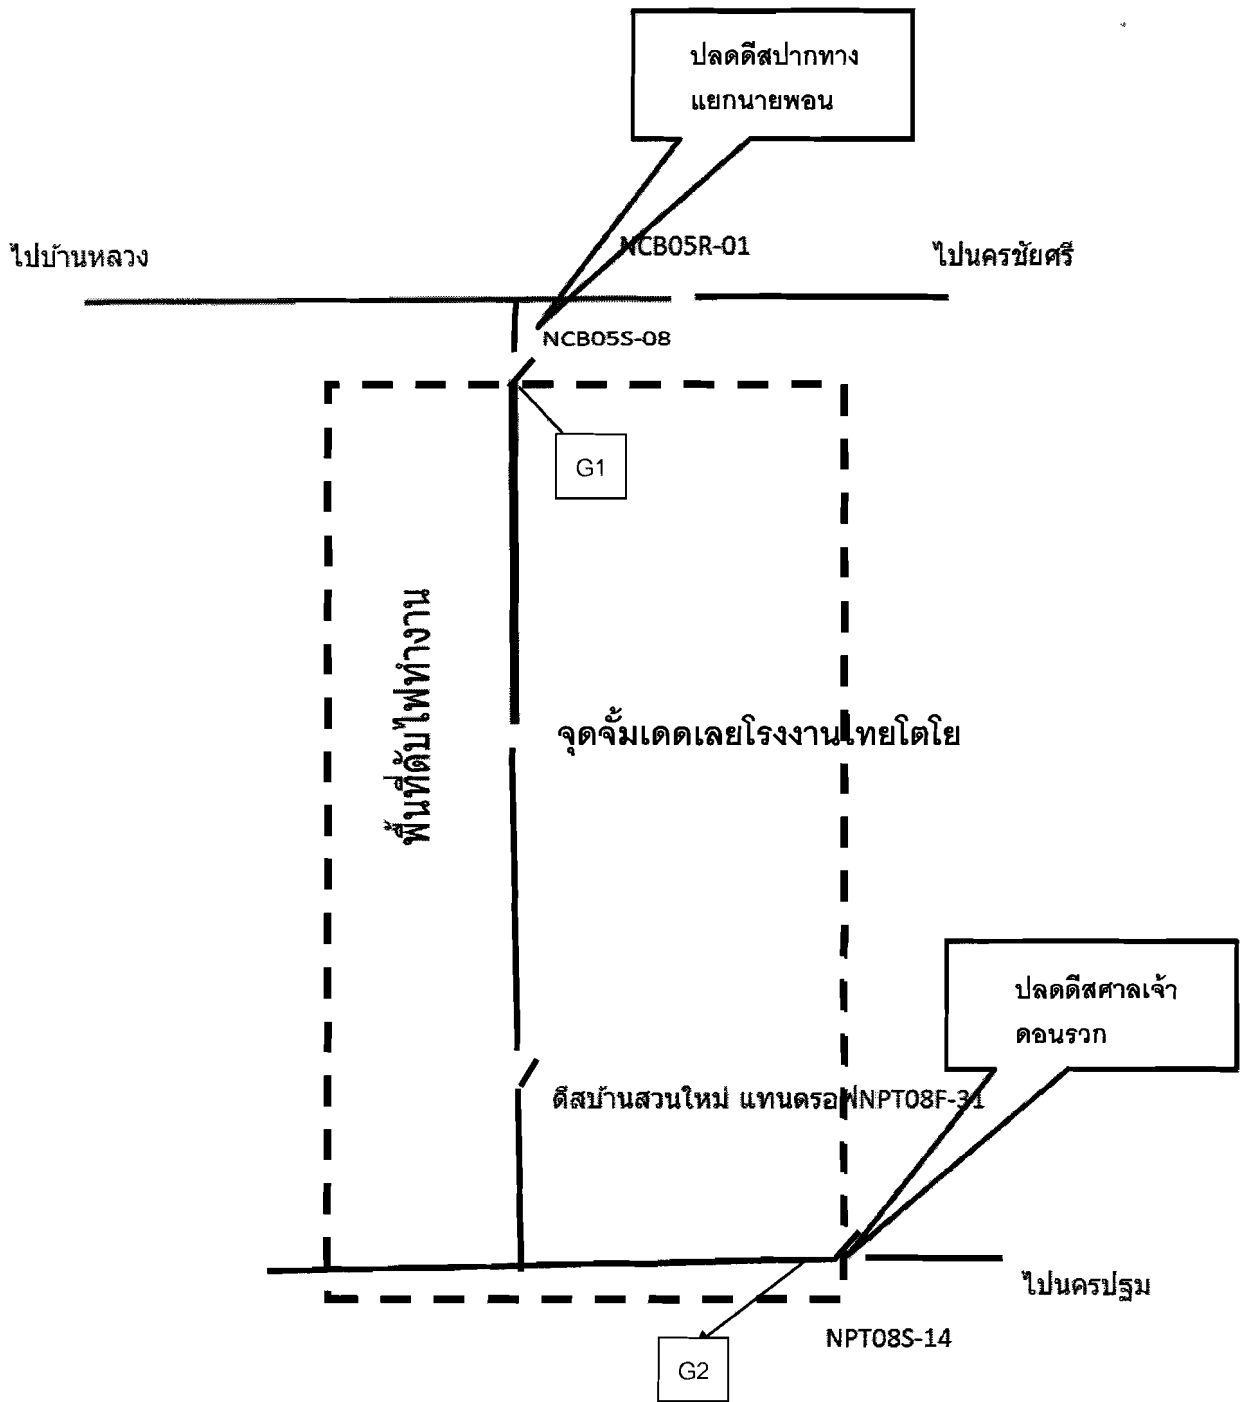 ปลดดีสปากทาง
แยกนายพอน
NCB05R-01
ไปบ้านหลวง
ไปนครชัยศรี
NCB05S-08
G1
พื้นที่ดับไฟทำงาน
จุดจั้มเดดเลยโรงงานไทยโตโย
ปลดดีสศาลเจ้า
ดอนรวก
ดีสบ้านสวนใหม่ แทนดรอฟNPT08F-31
ไปนครปฐม
NPT08S-14
G2